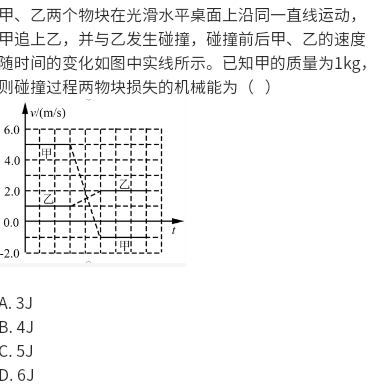 甲、乙两个物块在光滑水平桌面上沿同一直线运动，
甲追上乙，并与乙发生碰撞，碰撞前后甲、乙的速度
随时间的变化如图中实线所示。已知甲的质量为1kg，
则碰撞过程两物块损失的机械能为（ ）
v/(m/s)
6.0
甲
4.0
乙
2.0
乙
0.0
t
甲
-2.0
A. 3J
B. 4J
C. 5J
D. 6J